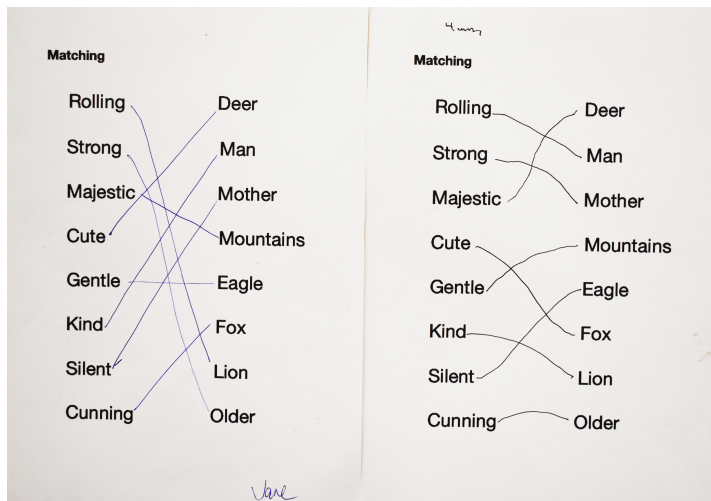 Matching
Rolling Deer
Strong Man
Majestic Mother
Cute Mountains
Gentle Eagle
Kind Fox
Silent Lion
Cunning Older
Jane
Matching
Rolling Deer
Strong Man
Majestic Mother
Cute Mountains
Gentle Eagle
Kind Fox
Silent Lion
Cunning Older